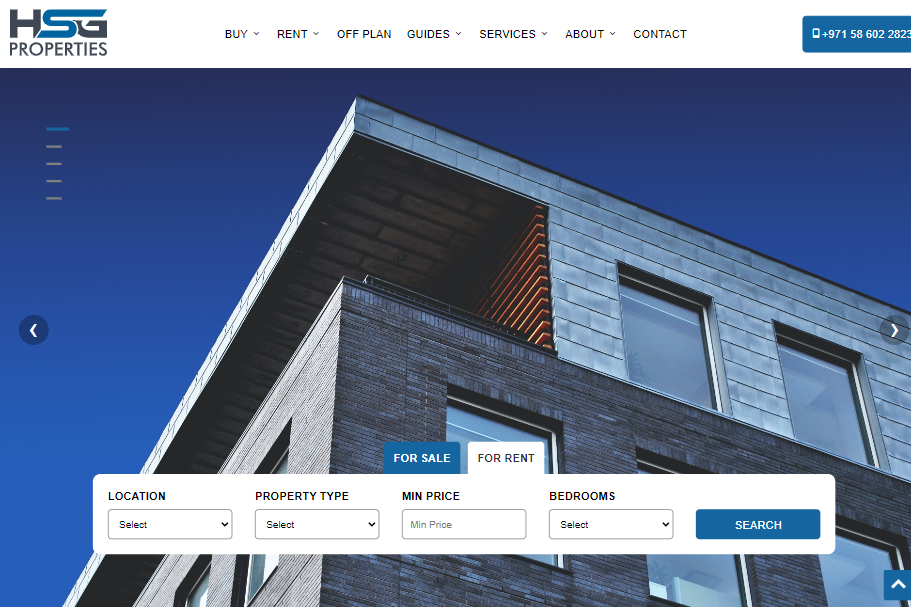 HSG
PROPERTIES
BUY RENT OFF PLAN GUIDES SERVICES ABOUT CONTACT
+971 58 602 2823
FOR SALE FOR RENT
LOCATION PROPERTY TYPE MIN PRICE BEDROOMS
Select Select Min Price Select SEARCH